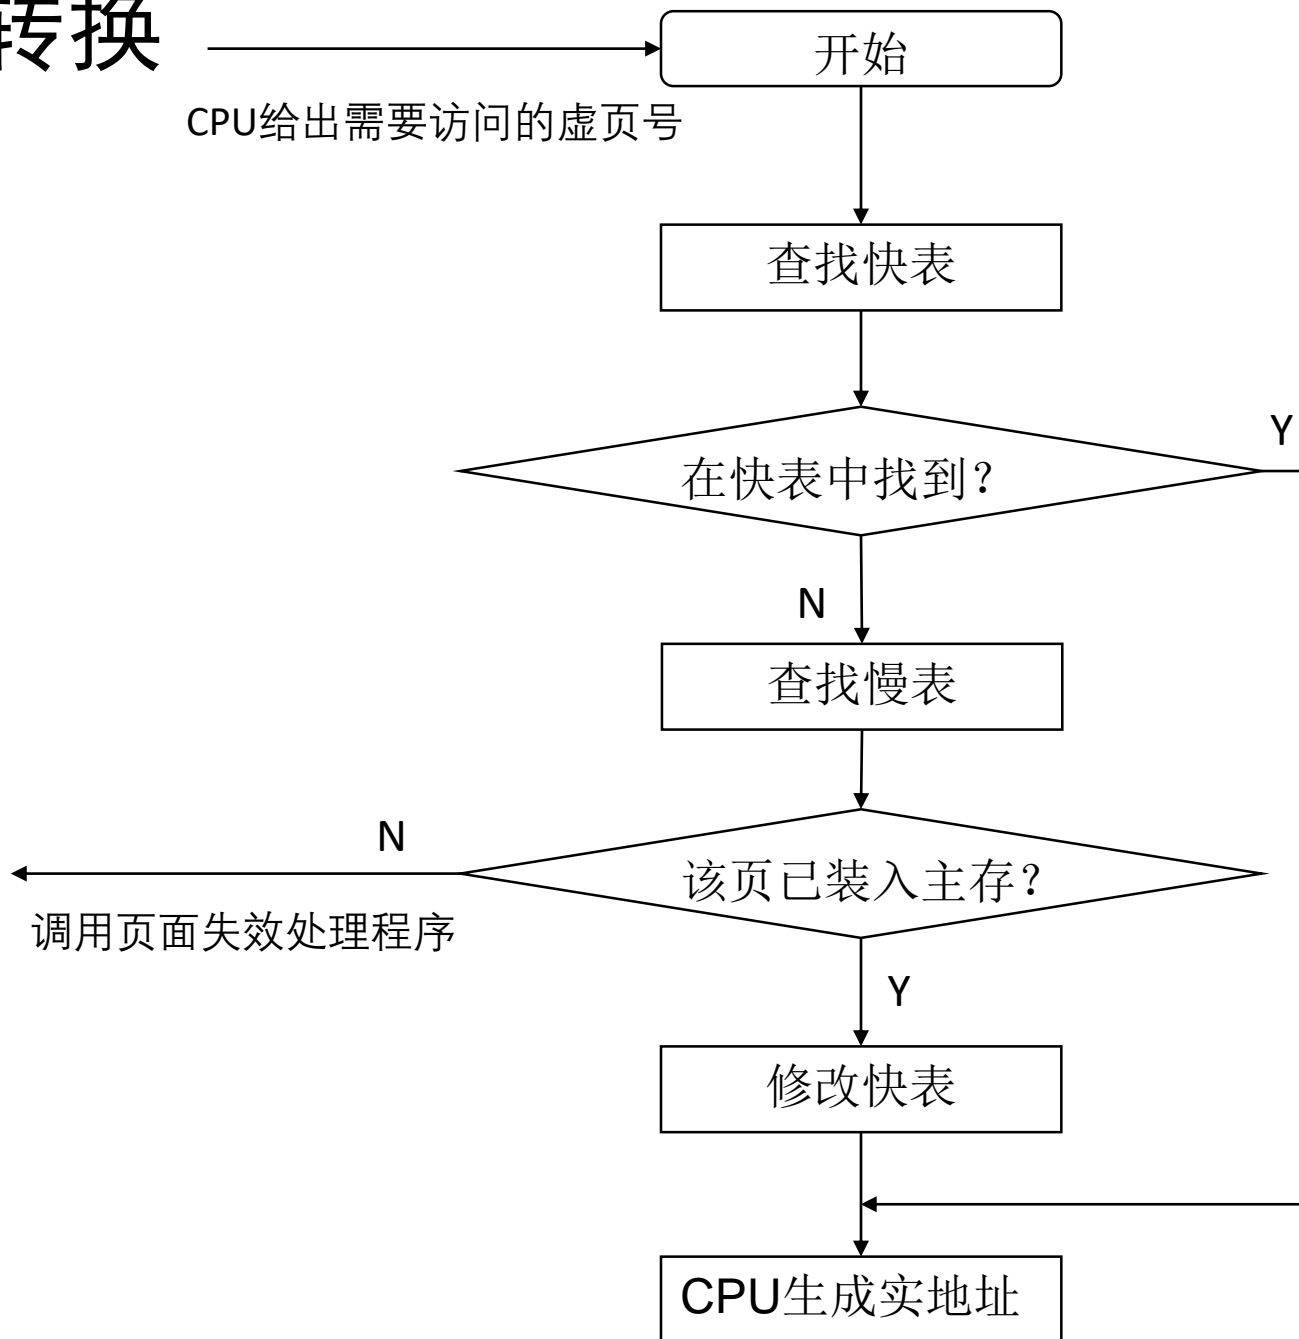 转换
开始
CPU给出需要访问的虚页号
查找快表
Y
在快表中找到？
N
查找慢表
N
该页已装入主存？
调用页面失效处理程序
Y
修改快表
CPU生成实地址